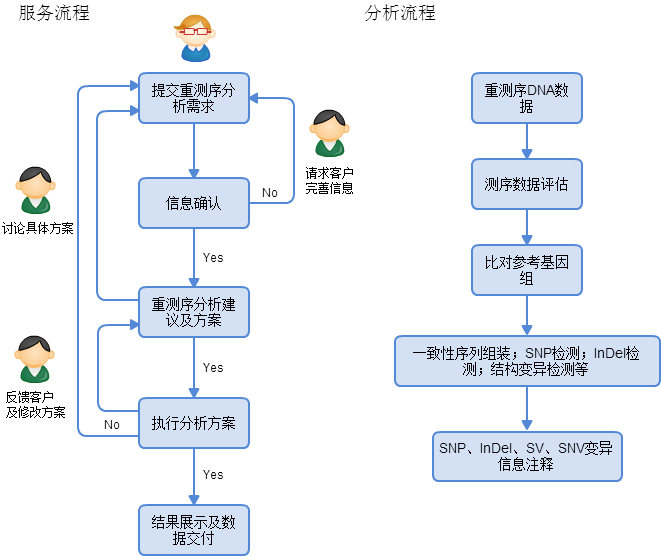 服务流程
提交重测序分
析需求
请求客户
完善信息
No
信息确认
讨论具体方案
Yes
重测序分析建
议及方案
Yes
反馈客户
及修改方案
No
执行分析方案
Yes
结果展示及数
据交付
分析流程
重测序DNA数
据
测序数据评估
比对参考基因
组
一致性序列组装；SNP检测；InDel检
测；结构变异检测等
SNP、InDel、SV、SNV变异
信息注释